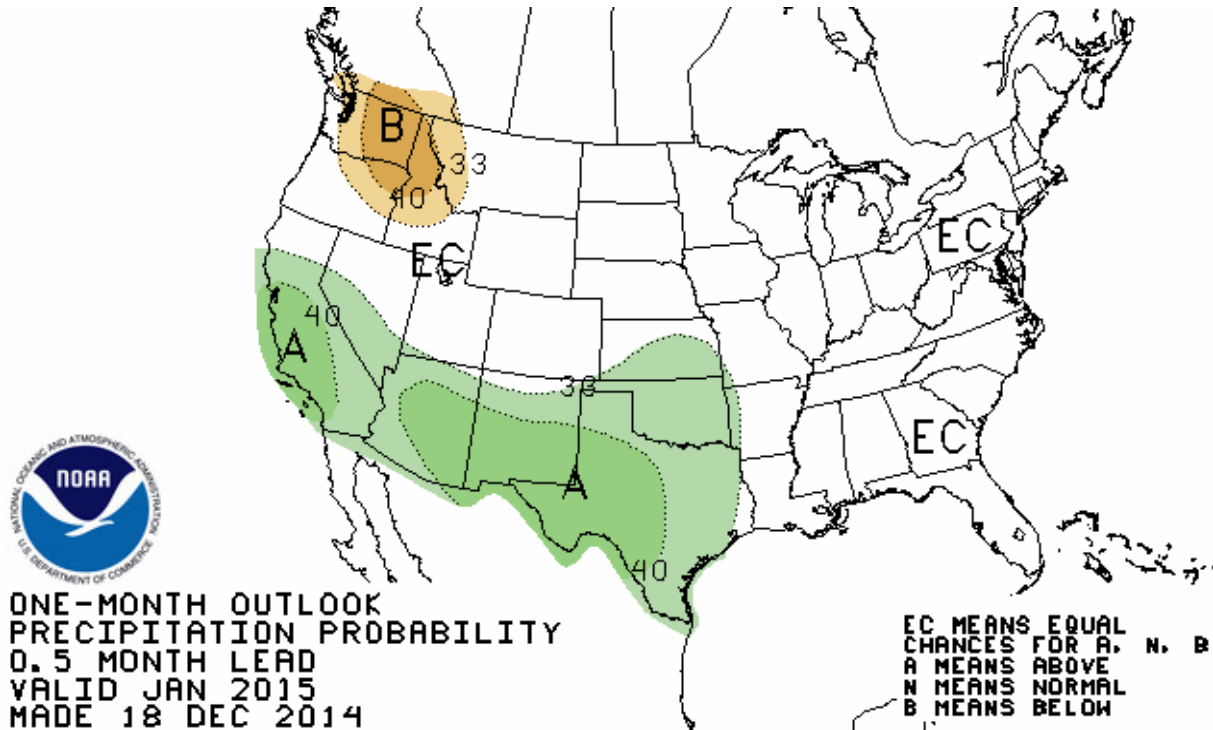 B
33
40
EC
EC
40
A
33
EC
A
40
NATIONAL OCEANIC AND ATMOSPHERIC ADMINISTRATION
NOAA
U.S. DEPARTMENT OF COMMERCE
ONE-MONTH OUTLOOK
PRECIPITATION PROBABILITY
0.5 MONTH LEAD
VALID JAN 2015
MADE 18 DEC 2014
EC MEANS EQUAL
CHANCES FOR A, N, B
A MEANS ABOVE
N MEANS NORMAL
B MEANS BELOW